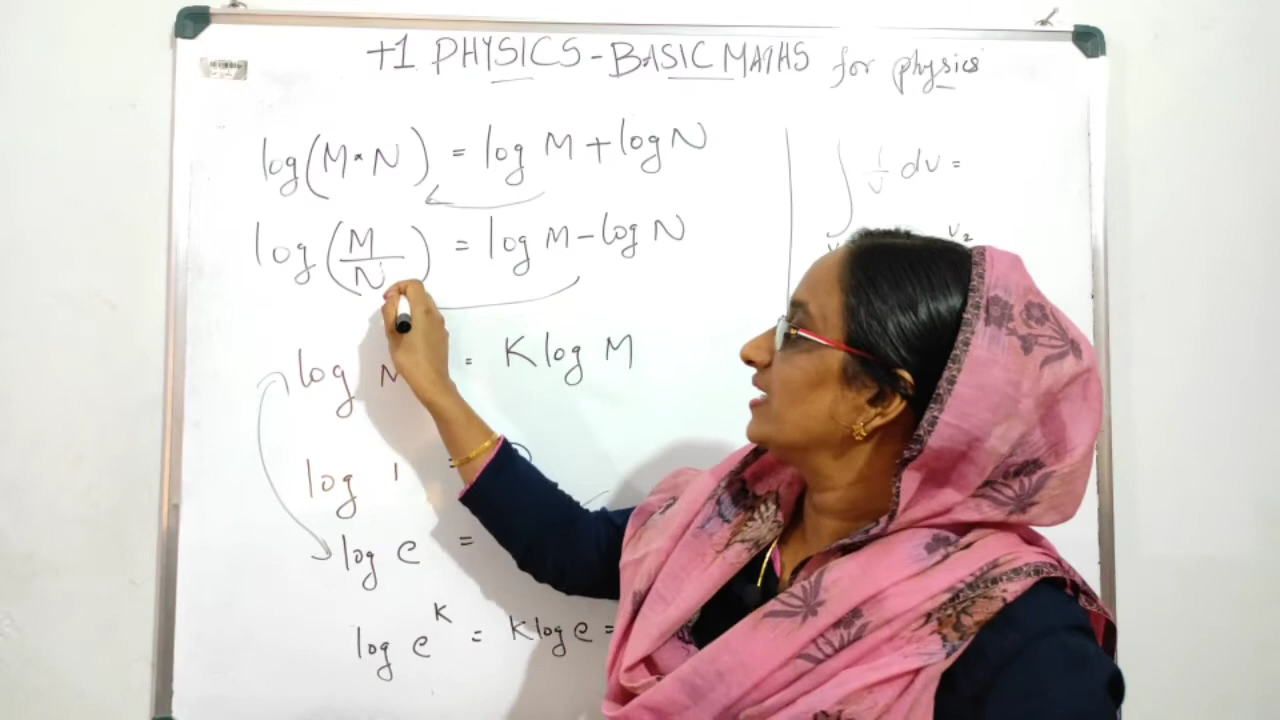 +1 PHYSICS - BASIC MATHS for physics
log(M × N) = log M + log N
log(M/N) = log M - log N
log M = K log M
log 1 =
log e =
log e^K = K log e =
∫ 1/v dv =
v₂